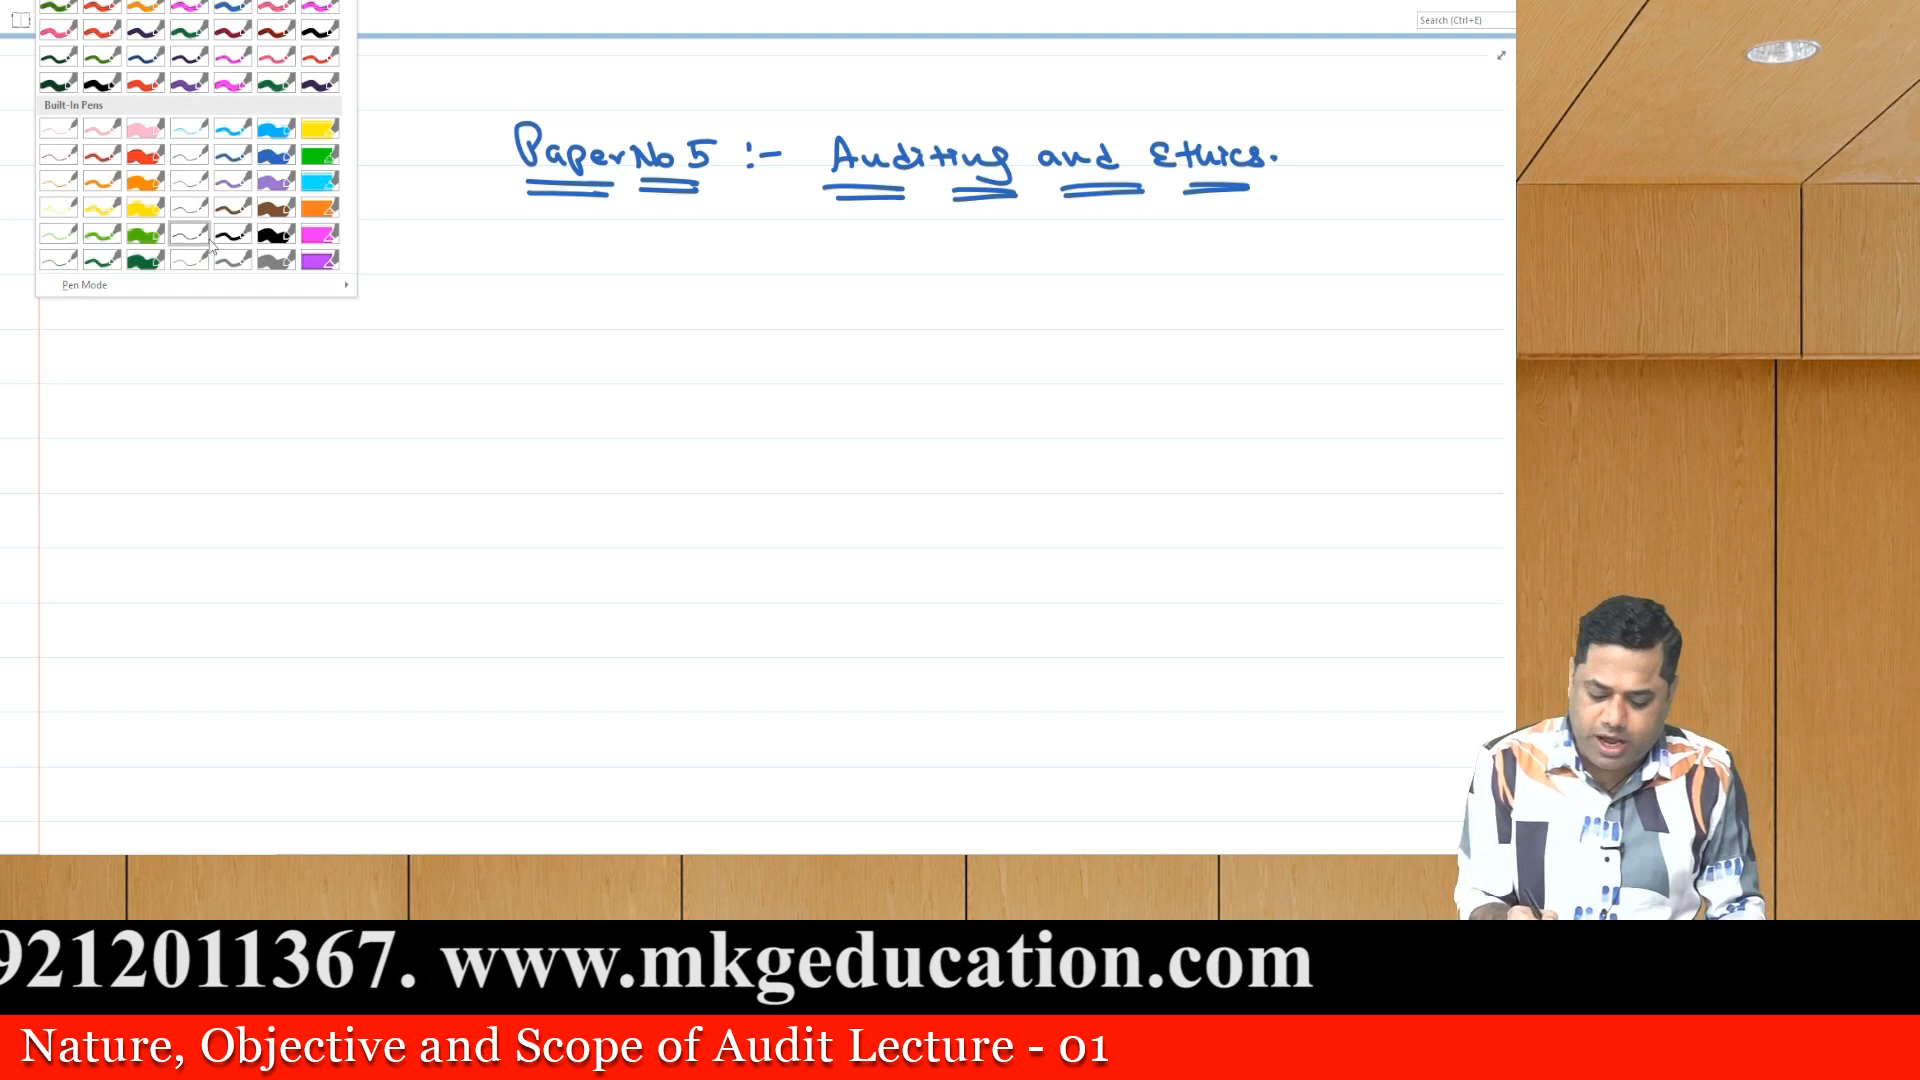 Search (Ctrl+E)
Built-In Pens
Paper No 5 :- Auditing and Ethics.
Pen Mode
9212011367. www.mkgeducation.com
Nature, Objective and Scope of Audit Lecture - 01